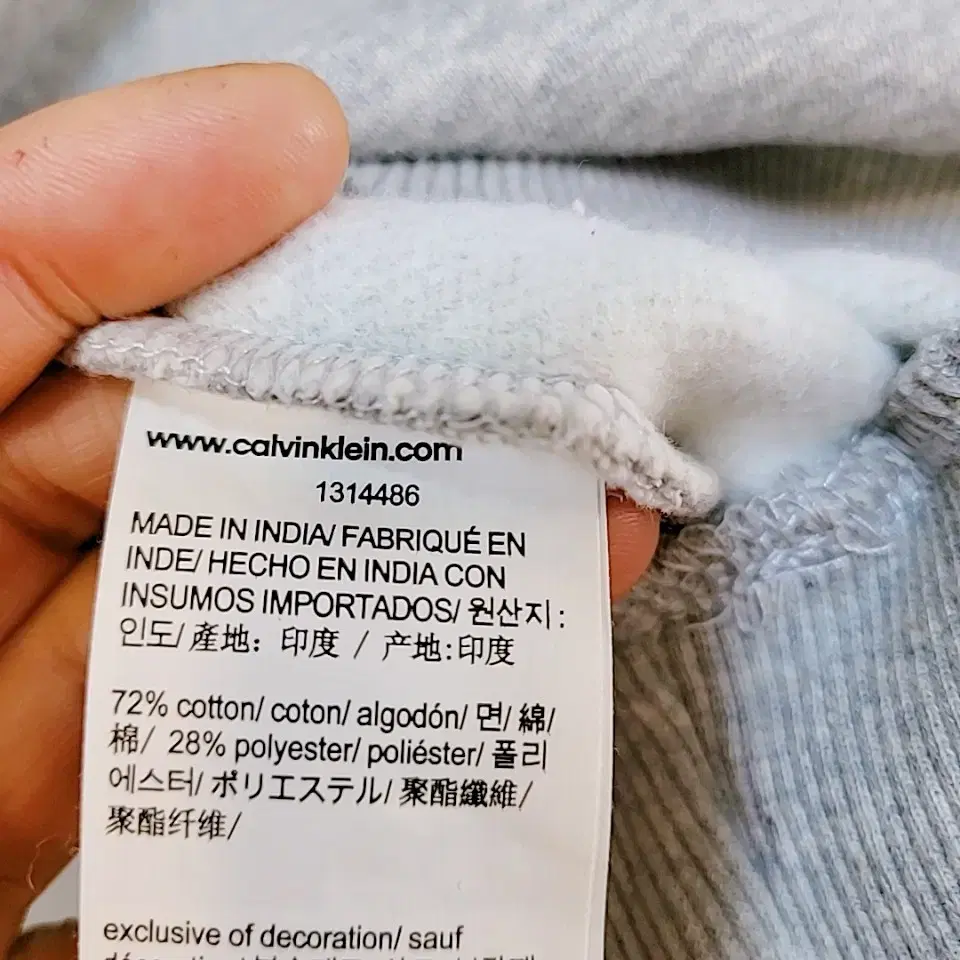 www.calvinklein.com
1314486
MADE IN INDIA/ FABRIQUÉ EN
INDE/ HECHO EN INDIA CON
INSUMOS IMPORTADOS/ 원산지 :
인도/ 產地: 印度 / 产地:印度
72% cotton/ coton/ algodón/ 면/ 綿/
棉/ 28% polyester/ poliéster/ 폴리
에스터/ ポリエステル/ 聚酯纖維/
聚酯纤维/
exclusive of decoration/ sauf